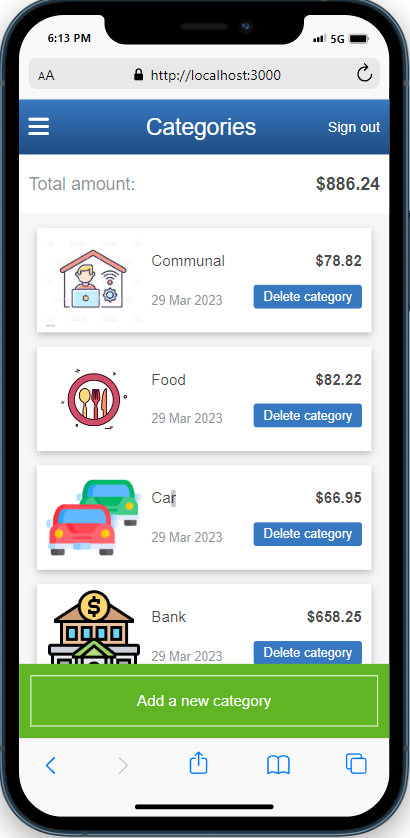 6:13 PM
5G
AA
http://localhost:3000
Categories
Sign out
Total amount:
$886.24
Communal
$78.82
29 Mar 2023
Delete category
Food
$82.22
29 Mar 2023
Delete category
Car
$66.95
29 Mar 2023
Delete category
$
Bank
$658.25
29 Mar 2023
Delete category
Add a new category